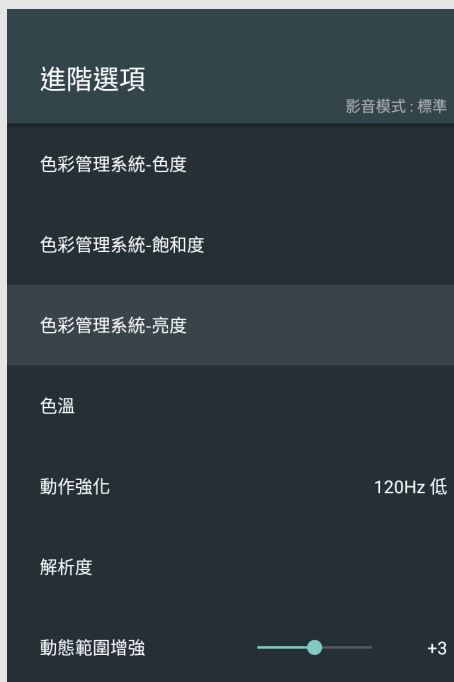 進階選項
影音模式 : 標準
色彩管理系統-色度
色彩管理系統-飽和度
色彩管理系統-亮度
色溫
動作強化 120Hz 低
解析度
動態範圍增強 +3